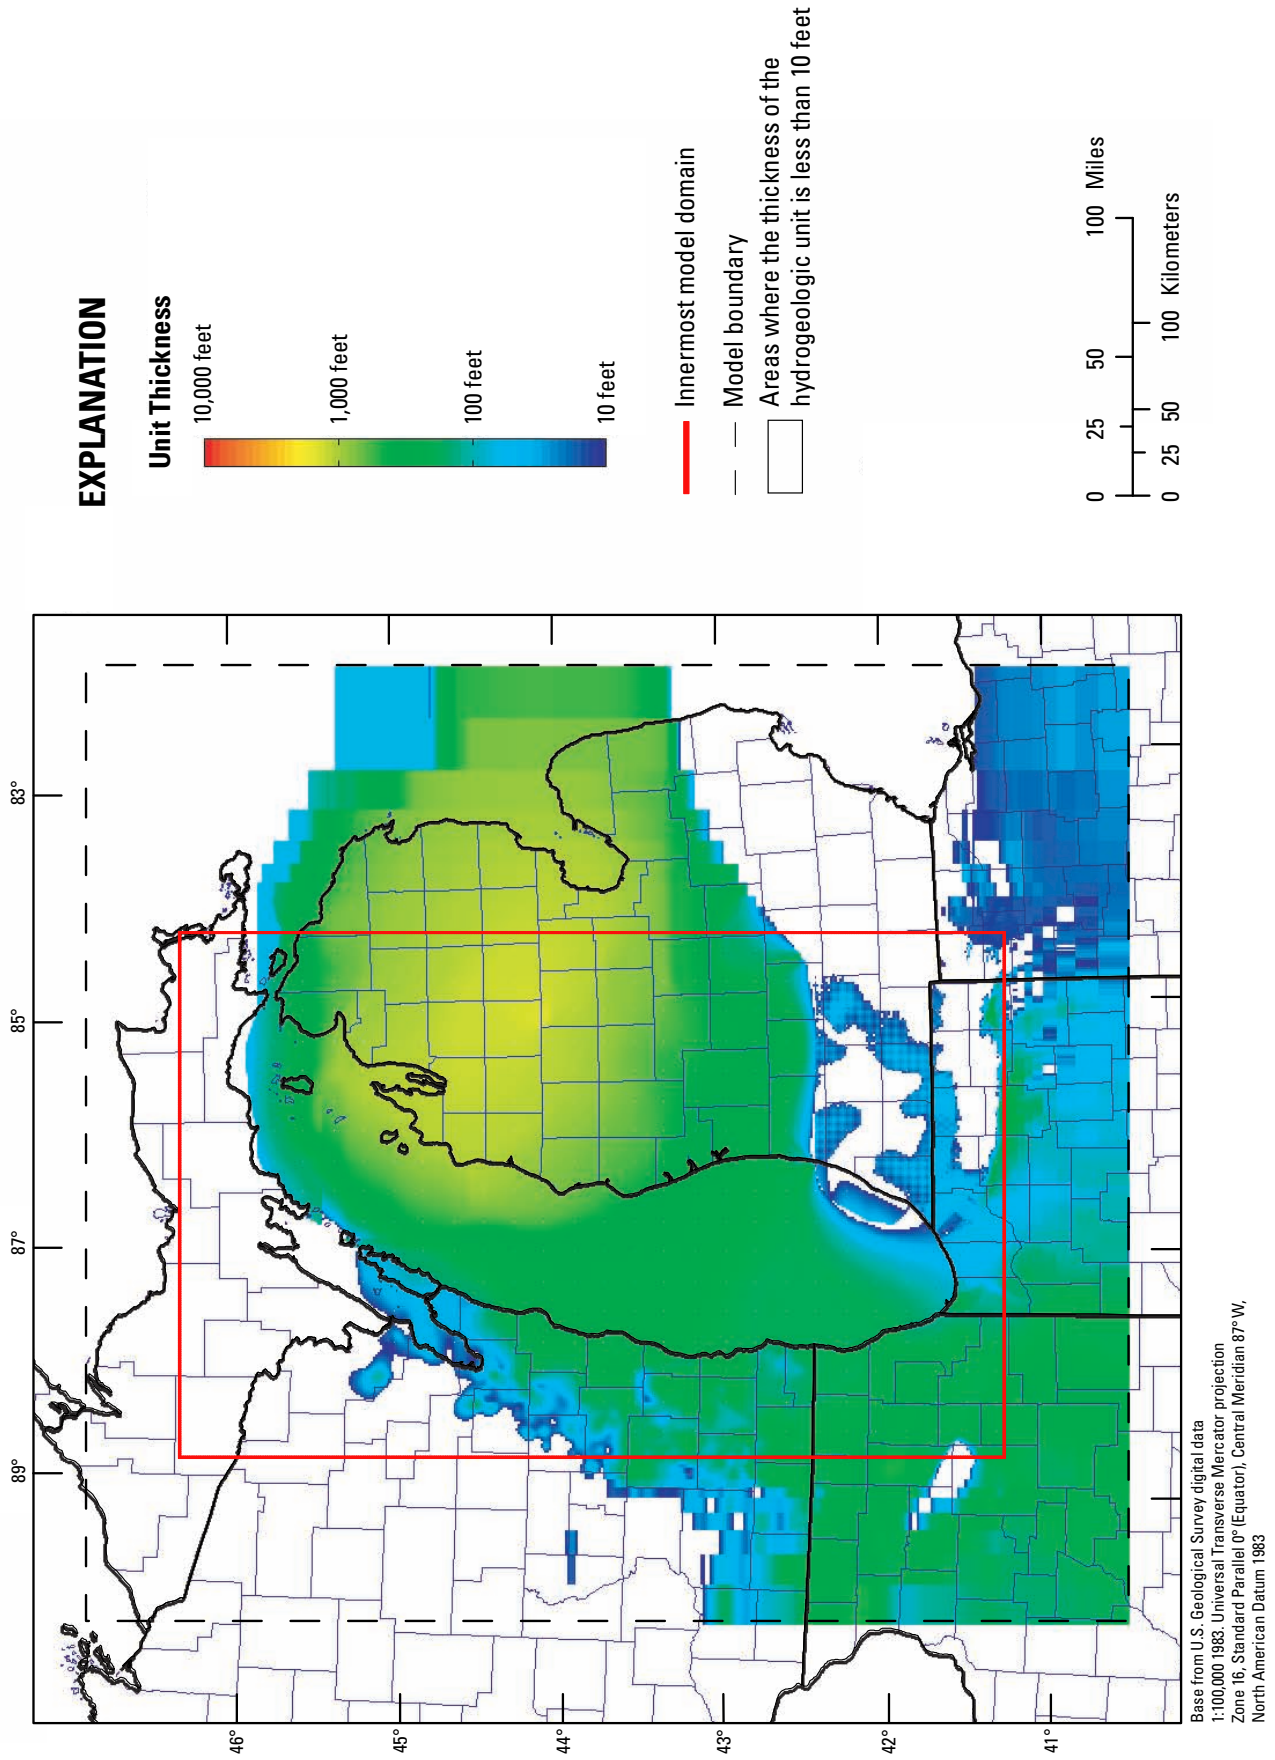 EXPLANATION
Unit Thickness
10,000 feet
1,000 feet
100 feet
10 feet
Innermost model domain
Model boundary
Areas where the thickness of the
hydrogeologic unit is less than 10 feet
0 25 50 100 Miles
0 25 50 100 Kilometers
89° 87° 85° 83°
46°
45°
44°
43°
42°
41°
Base from U.S. Geological Survey digital data
1:100,000 1983. Universal Transverse Mercator projection
Zone 16, Standard Parallel 0° (Equator), Central Meridian 87° W,
North American Datum 1983